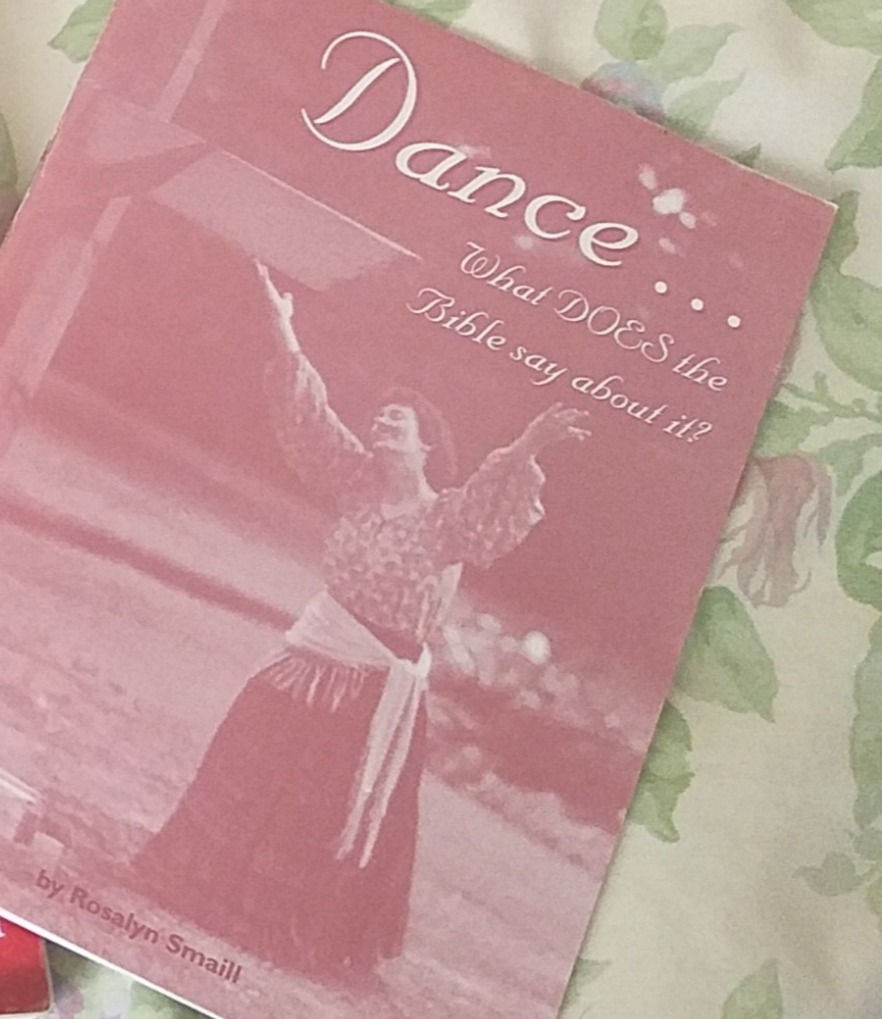 Dance...
What DOES the
Bible say about it?
by Rosalyn Smaill